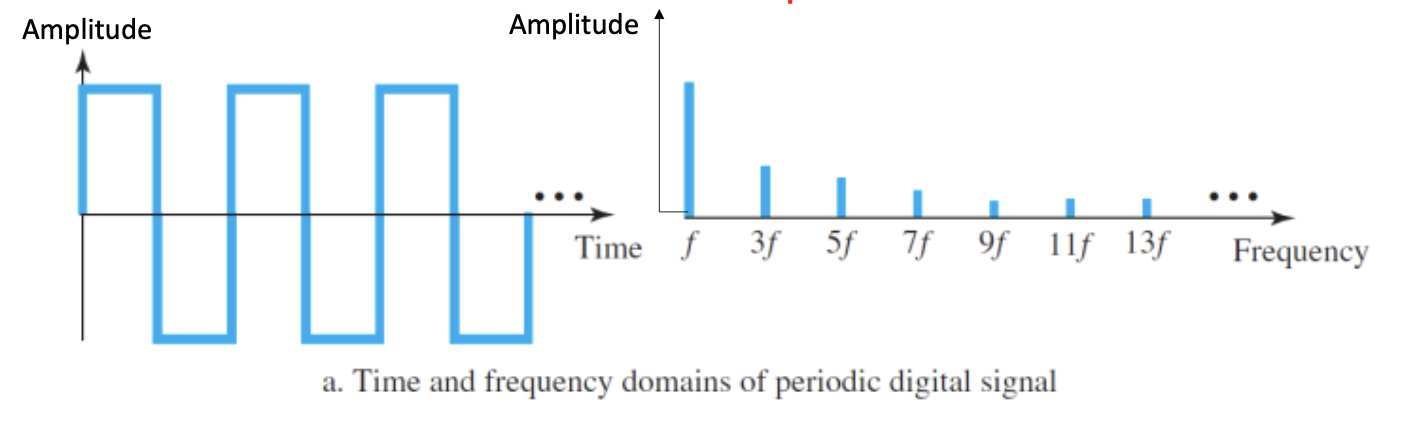 Amplitude
Amplitude
Time
f 3f 5f 7f 9f 11f 13f
Frequency
a. Time and frequency domains of periodic digital signal